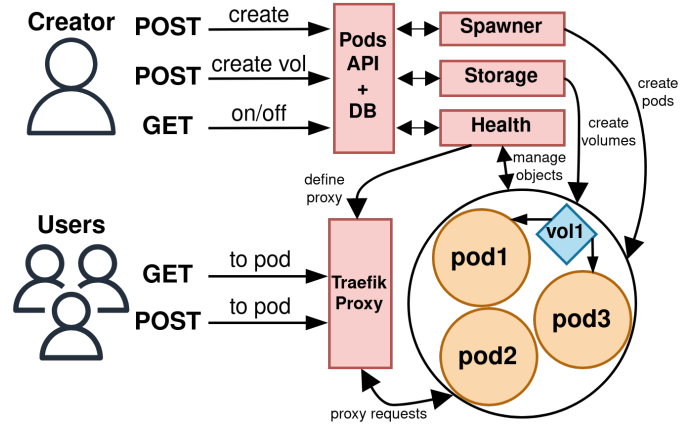 Creator
POST
create
POST
create vol
GET
on/off
Pods
API
+
DB
Spawner
Storage
Health
create
pods
create
volumes
manage
objects
define
proxy
Users
GET
to pod
POST
to pod
Traefik
Proxy
vol1
pod1
pod3
pod2
proxy requests